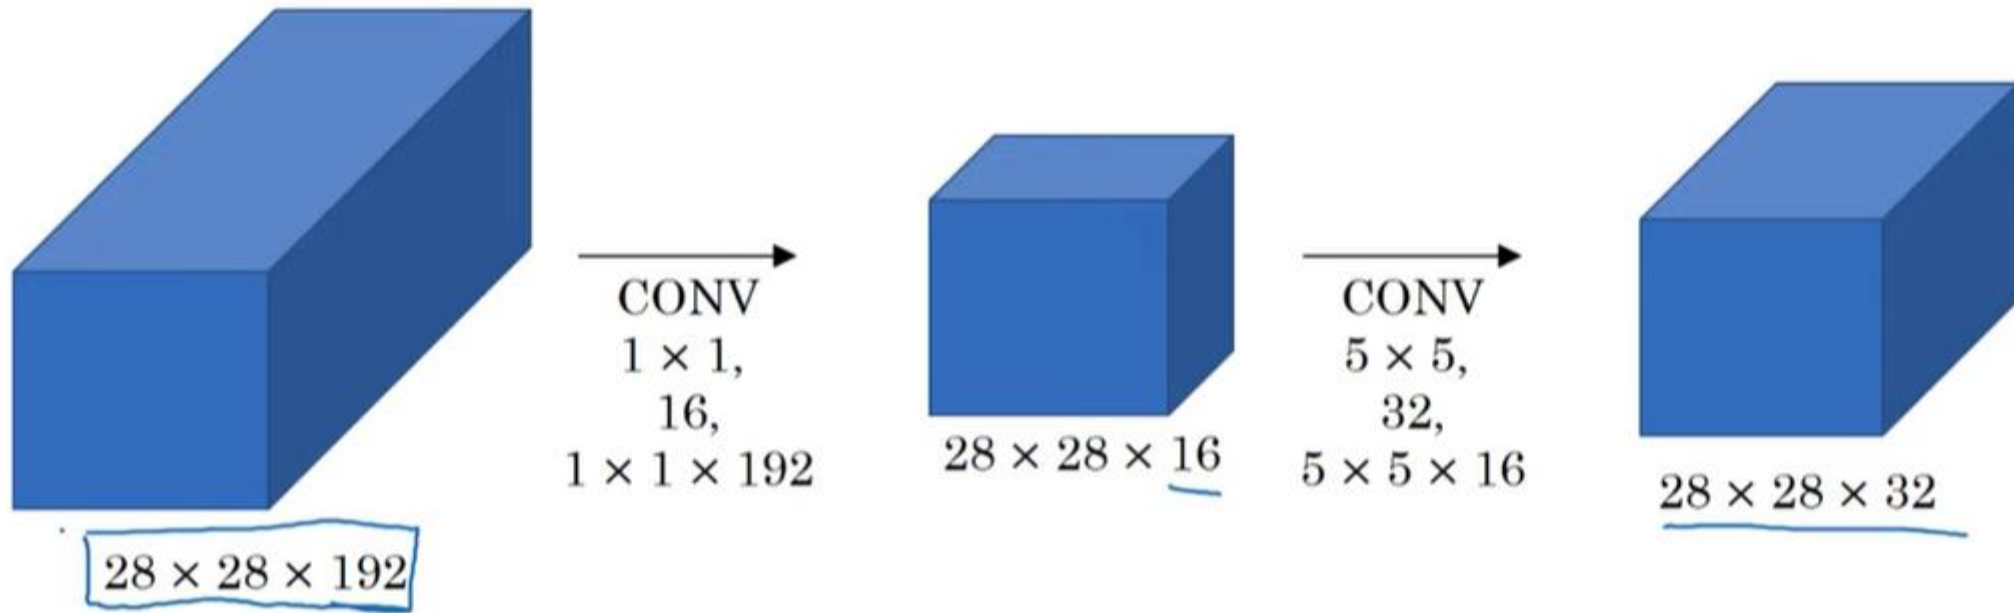 28 × 28 × 192
CONV
1 × 1,
16,
1 × 1 × 192
28 × 28 × 16
CONV
5 × 5,
32,
5 × 5 × 16
28 × 28 × 32